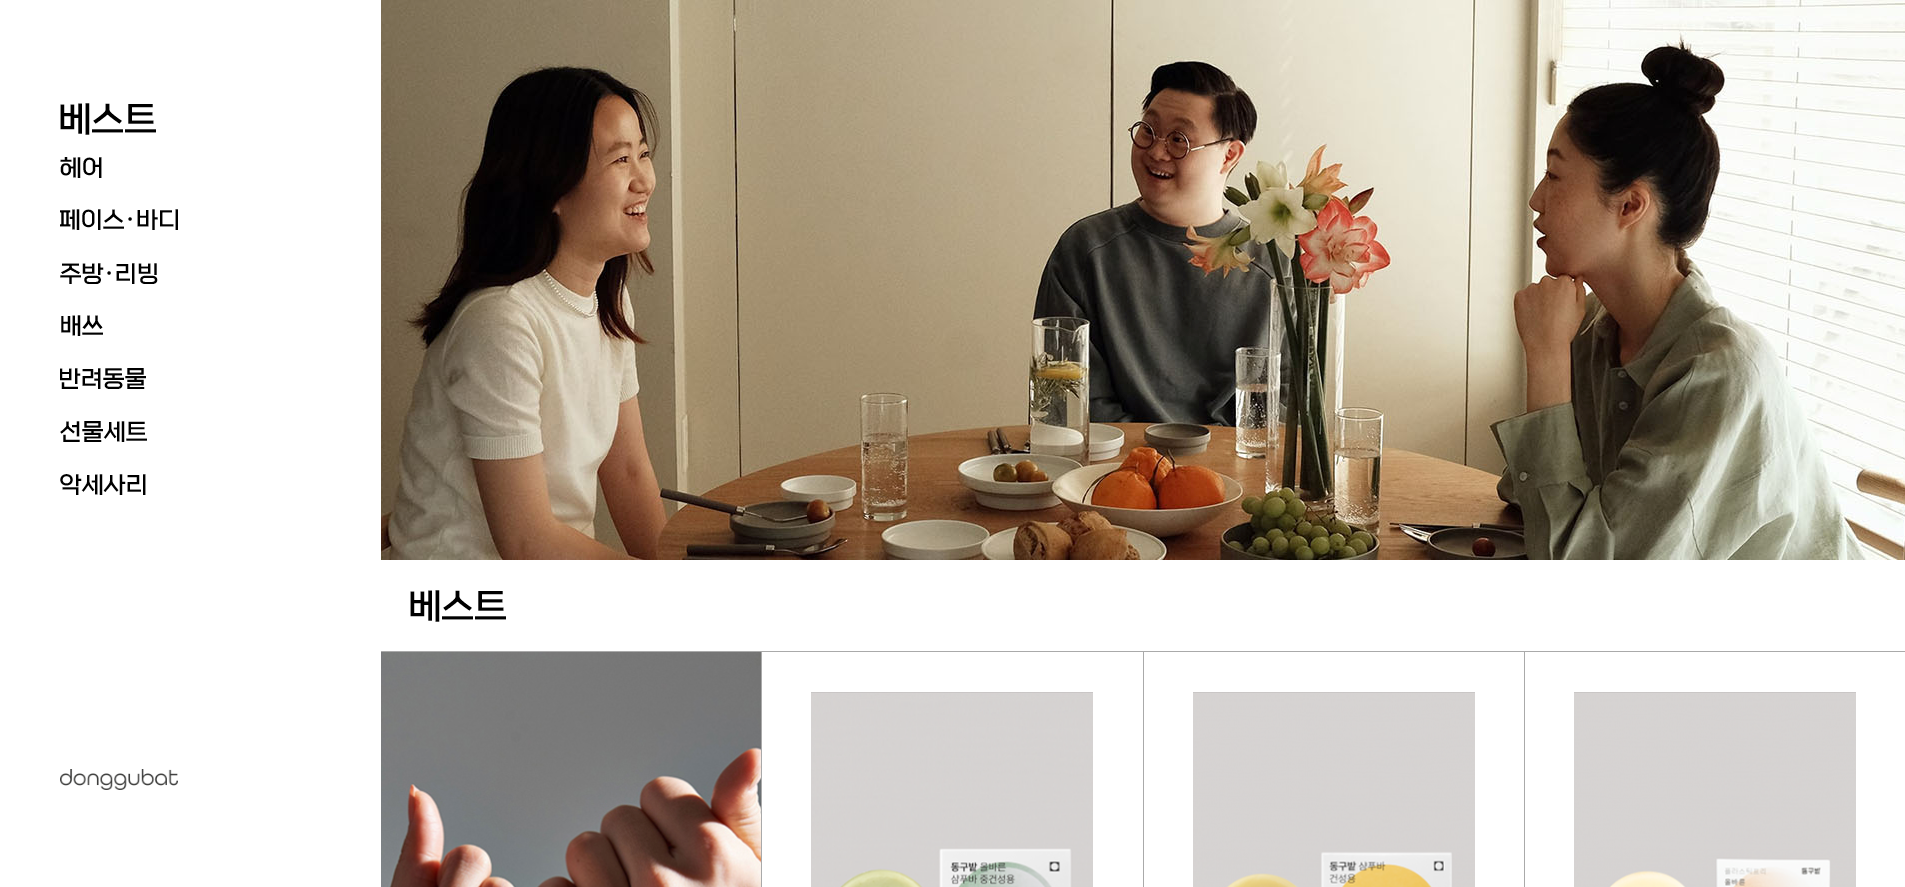 베스트
헤어
페이스·바디
주방·리빙
배쓰
반려동물
선물세트
악세사리
donggubat
베스트
동구밭 올바른
샴푸바 중건성용
동구밭 샴푸바
건성용
동구밭
올바른